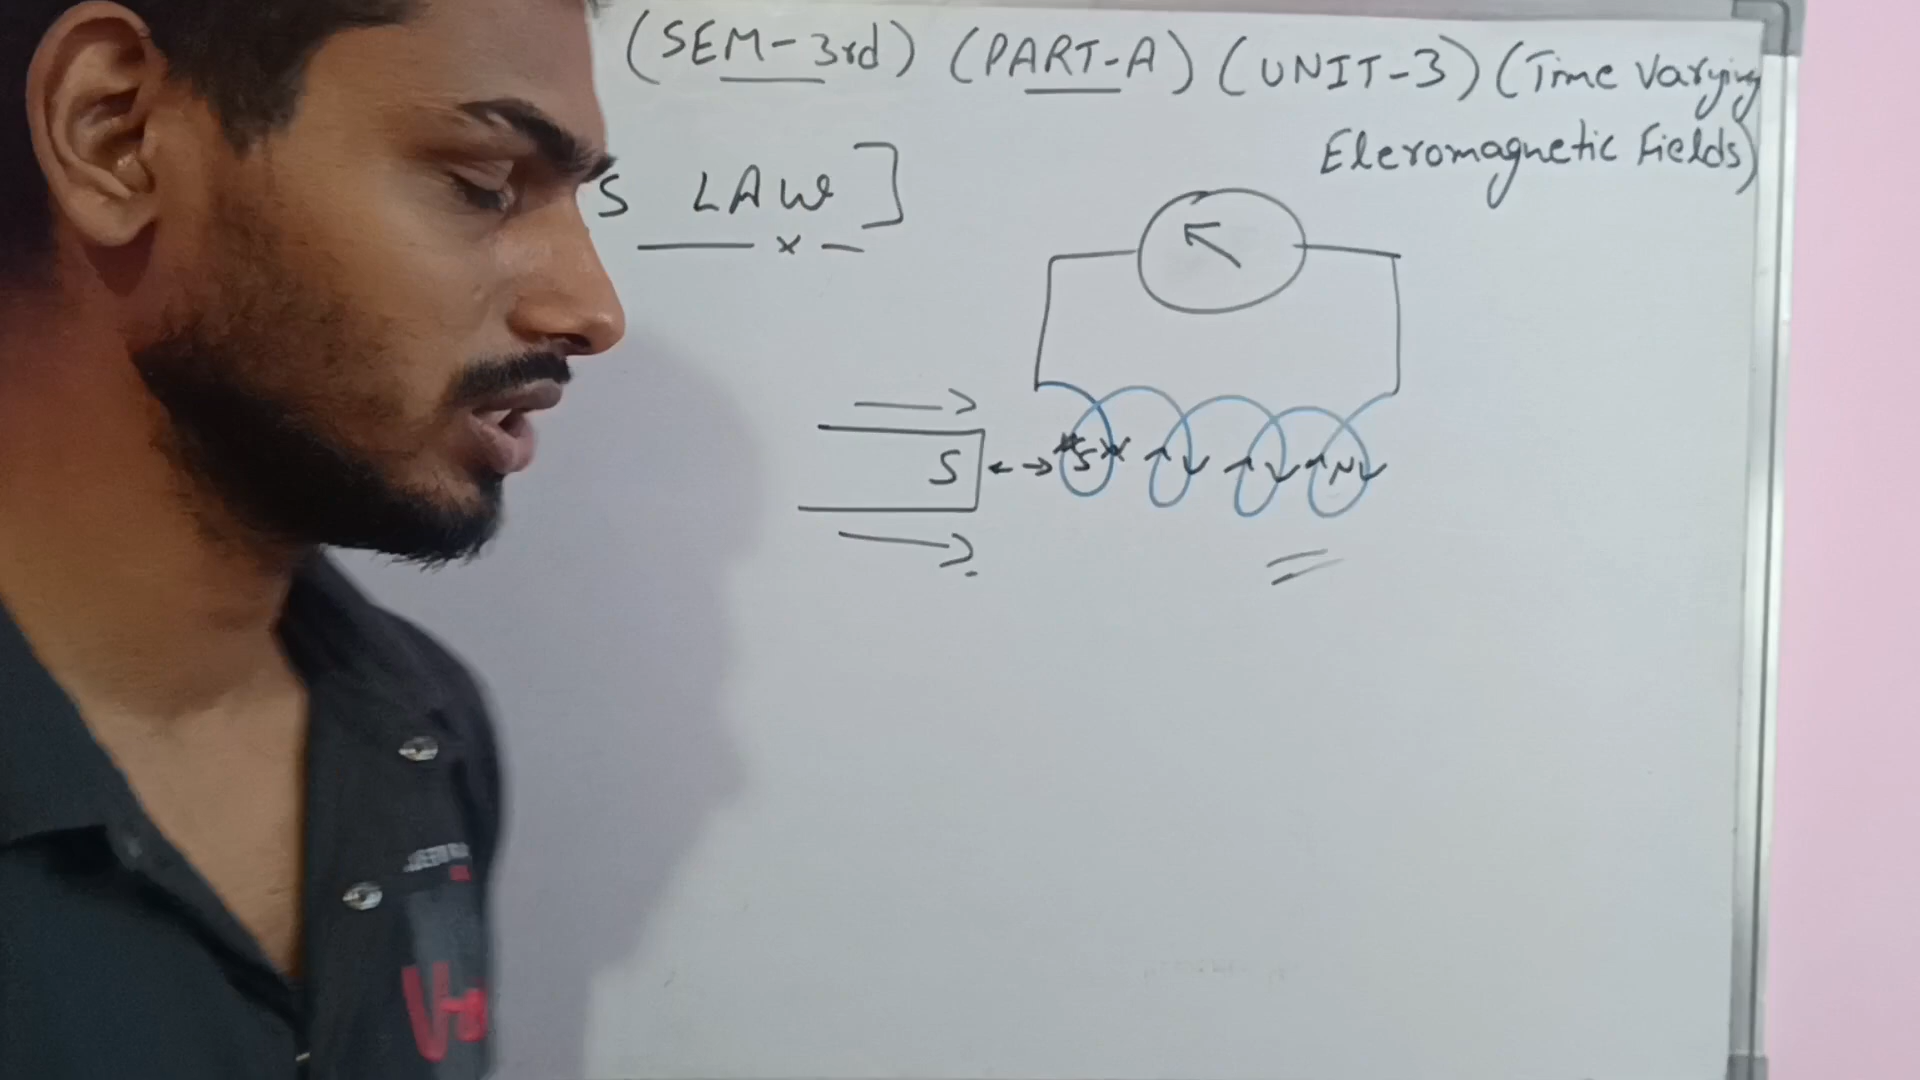 (SEM-3rd) (PART-A) (UNIT-3) (Time Varying
Eleromagnetic Fields)
S LAW]
S
S
N